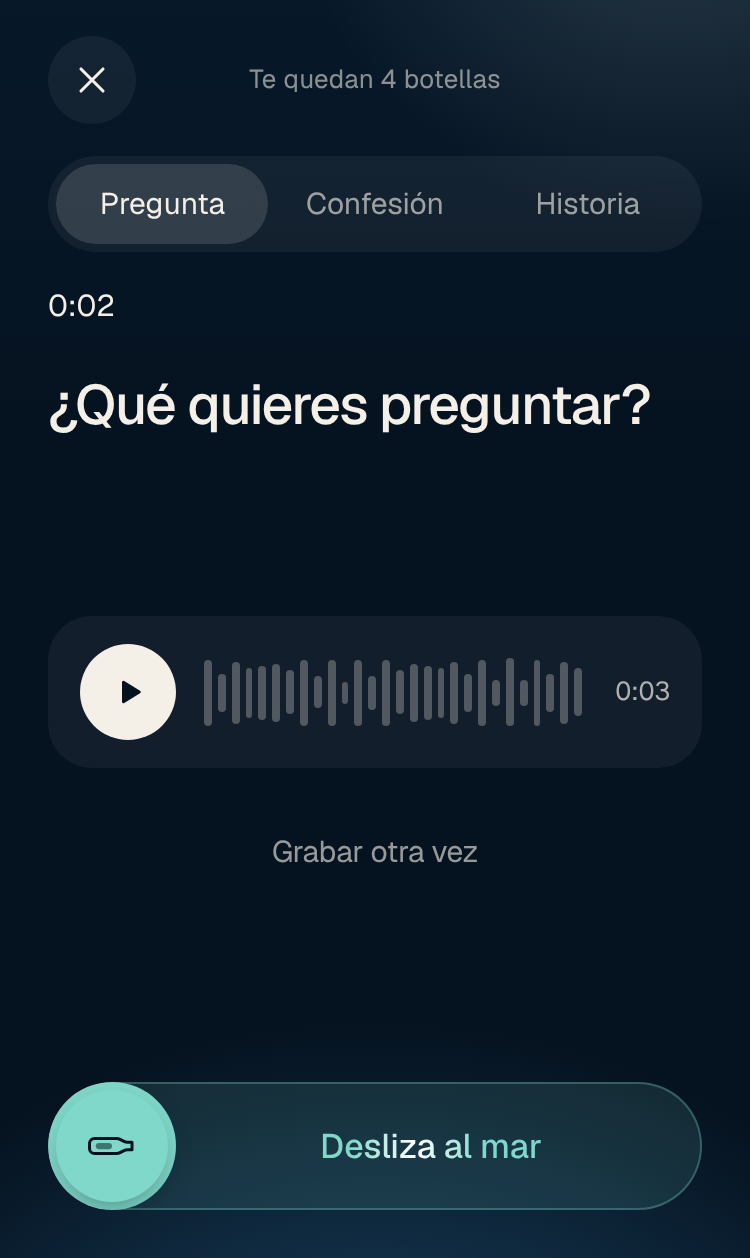 Te quedan 4 botellas
Pregunta Confesión Historia
0:02
¿Qué quieres preguntar?
0:03
Grabar otra vez
Desliza al mar